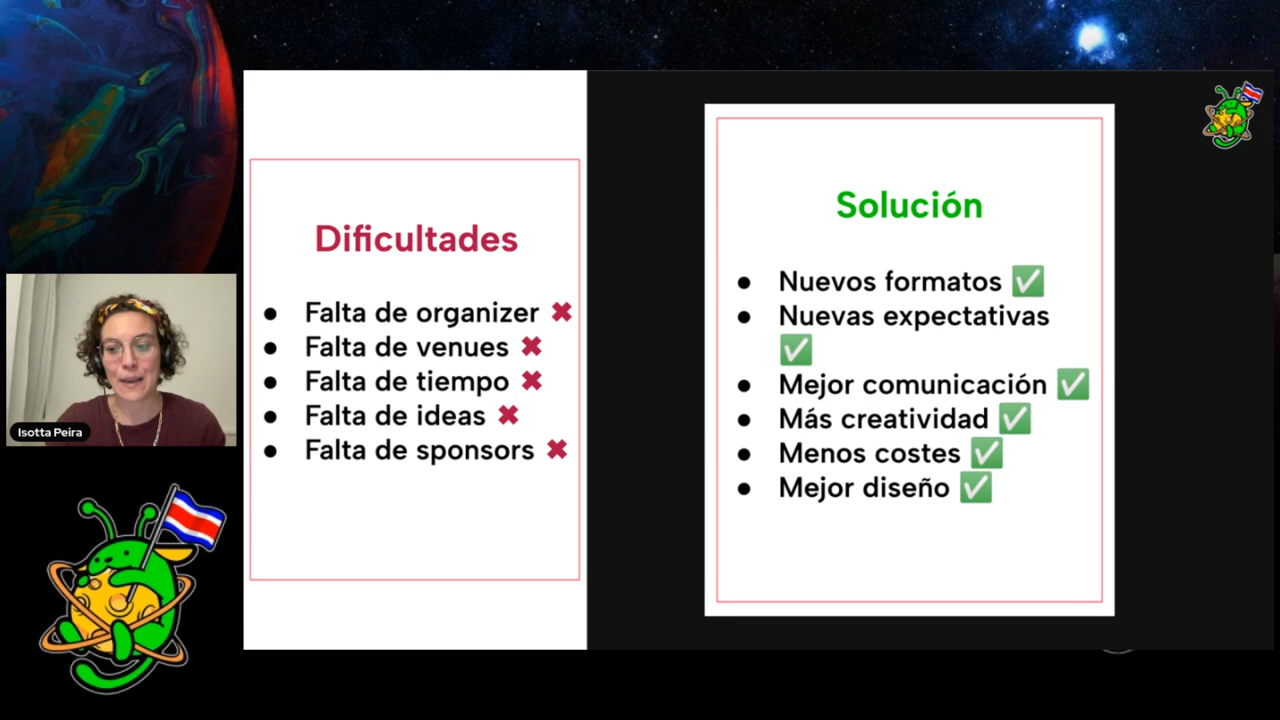 Dificultades
● Falta de organizer ✖
● Falta de venues ✖
● Falta de tiempo ✖
● Falta de ideas ✖
● Falta de sponsors ✖
Solución
● Nuevos formatos ✅
● Nuevas expectativas
✅
● Mejor comunicación ✅
● Más creatividad ✅
● Menos costes ✅
● Mejor diseño ✅
Isotta Peira